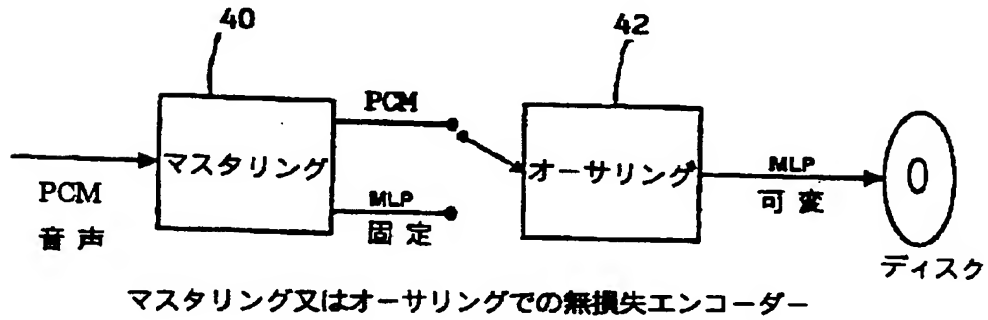 40
42
PCM
マスタリング
オーサリング
MLP
可変
PCM
音声
MLP
固定
ディスク
マスタリング又はオーサリングでの無損失エンコーダー